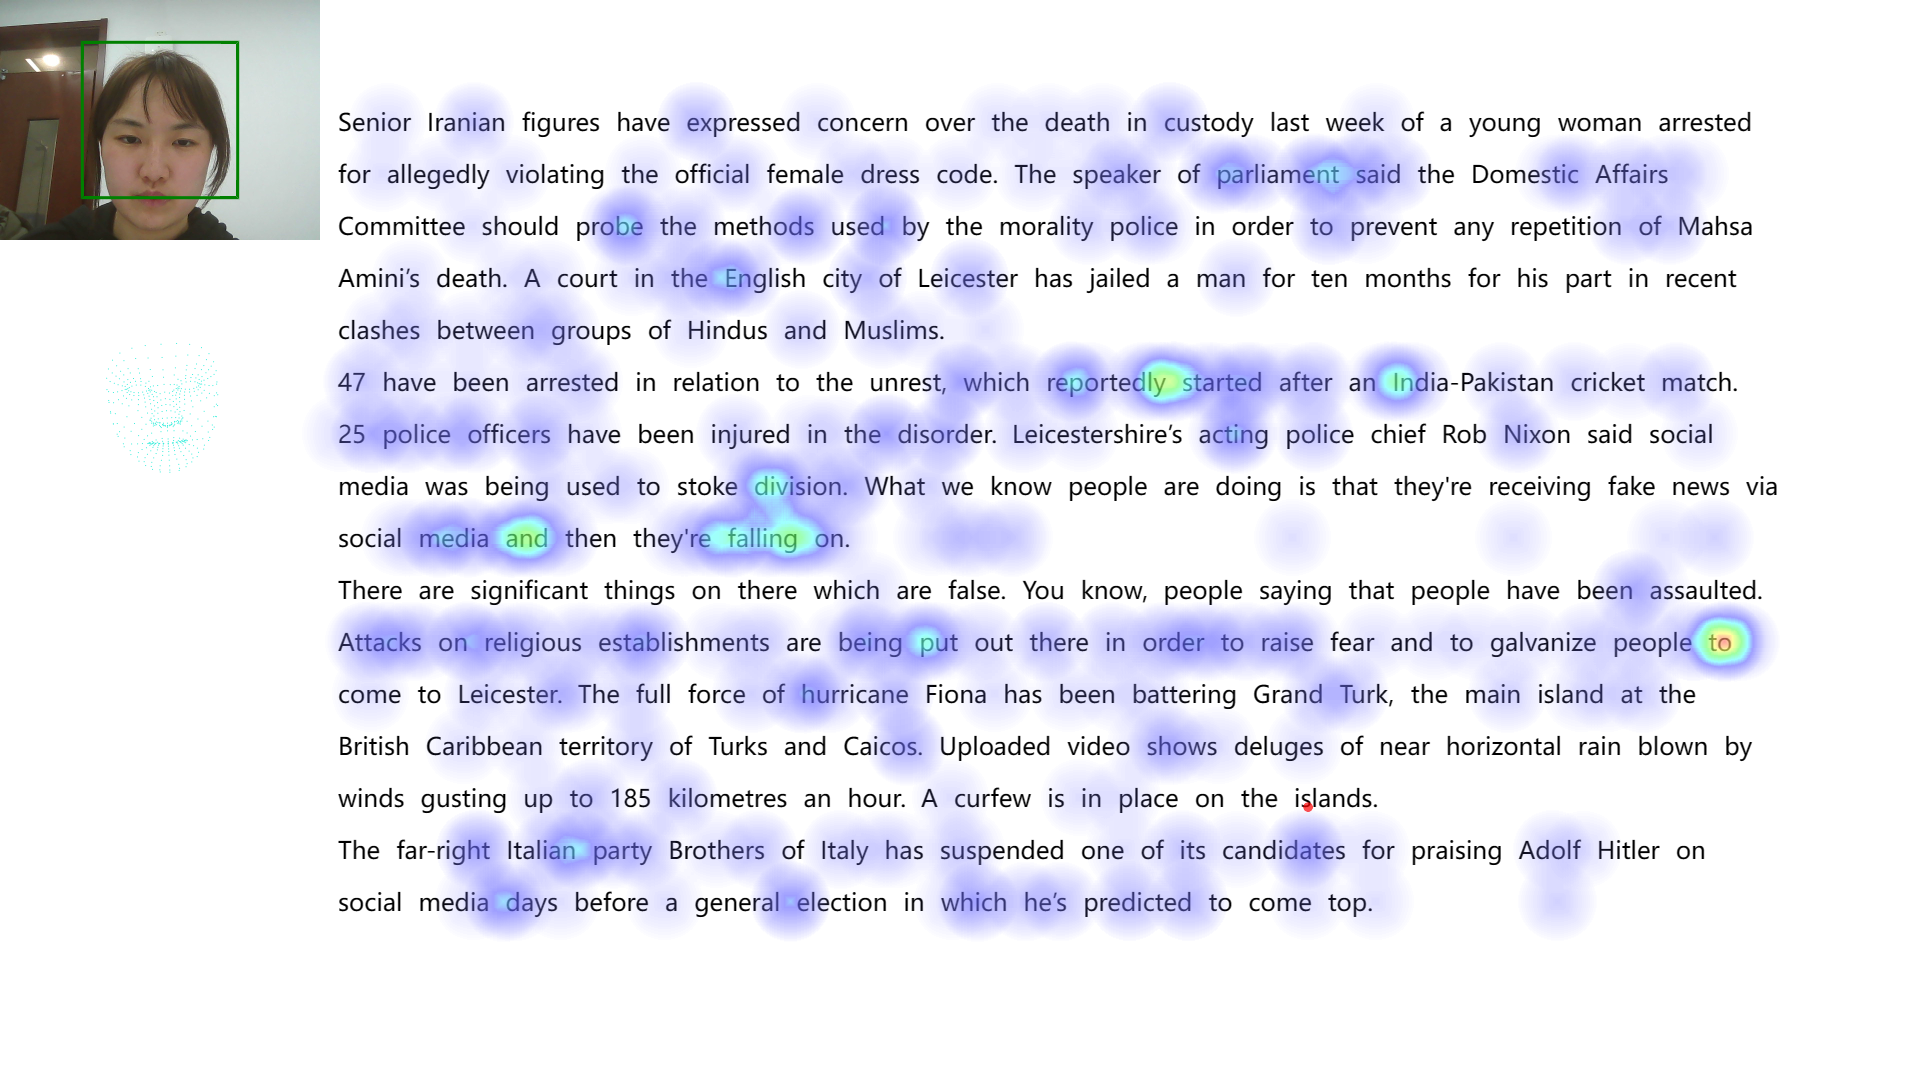 Senior Iranian figures have expressed concern over the death in custody last week of a young woman arrested
for allegedly violating the official female dress code. The speaker of parliament said the Domestic Affairs
Committee should probe the methods used by the morality police in order to prevent any repetition of Mahsa
Amini’s death. A court in the English city of Leicester has jailed a man for ten months for his part in recent
clashes between groups of Hindus and Muslims.
47 have been arrested in relation to the unrest, which reportedly started after an India-Pakistan cricket match.
25 police officers have been injured in the disorder. Leicestershire’s acting police chief Rob Nixon said social
media was being used to stoke division. What we know people are doing is that they're receiving fake news via
social media and then they're falling on.
There are significant things on there which are false. You know, people saying that people have been assaulted.
Attacks on religious establishments are being put out there in order to raise fear and to galvanize people to
come to Leicester. The full force of hurricane Fiona has been battering Grand Turk, the main island at the
British Caribbean territory of Turks and Caicos. Uploaded video shows deluges of near horizontal rain blown by
winds gusting up to 185 kilometres an hour. A curfew is in place on the islands.
The far-right Italian party Brothers of Italy has suspended one of its candidates for praising Adolf Hitler on
social media days before a general election in which he’s predicted to come top.